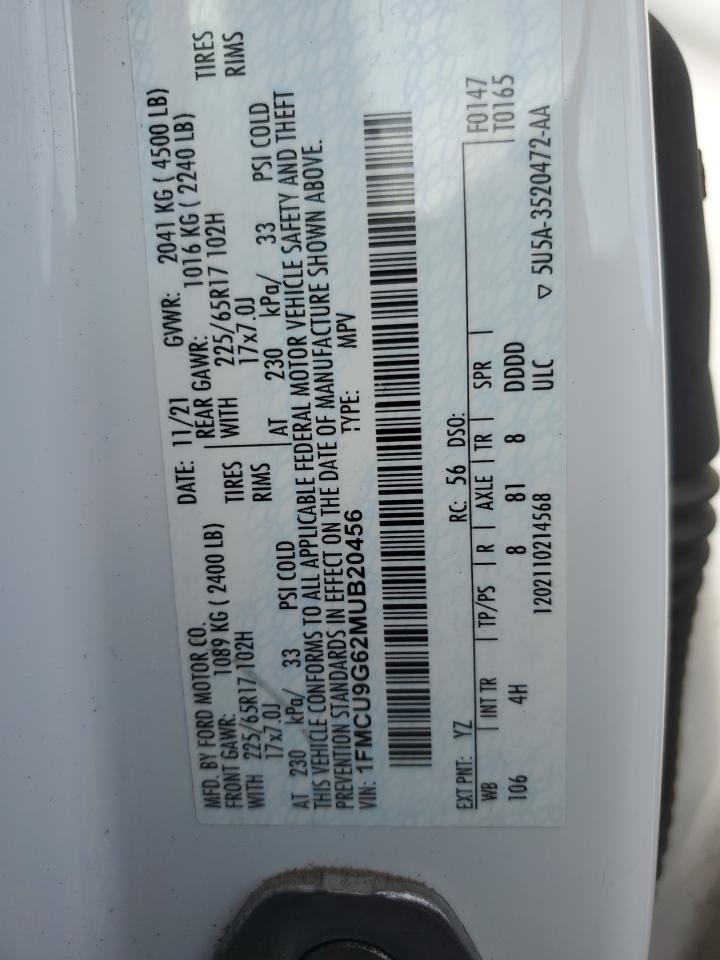 MFD. BY FORD MOTOR CO.
DATE: 11/21 GVWR: 2041 KG ( 4500 LB)
FRONT GAWR: 1089 KG ( 2400 LB) REAR GAWR: 1016 KG ( 2240 LB)
WITH 225/65R17 102H TIRES WITH 225/65R17 102H TIRES
17x7.0J RIMS 17x7.0J RIMS
AT 230 kPa/ 33 PSI COLD AT 230 kPa/ 33 PSI COLD
THIS VEHICLE CONFORMS TO ALL APPLICABLE FEDERAL MOTOR VEHICLE SAFETY AND THEFT
PREVENTION STANDARDS IN EFFECT ON THE DATE OF MANUFACTURE SHOWN ABOVE.
VIN: 1FMCU9G62MUB20456 TYPE: MPV
EXT PNT: YZ RC: 56 DSO: F0147
WB INT TR TP/PS R AXLE TR SPR T0165
106 4H 8 81 8 DDDD
1202110214568 ULC ▽ 5U5A-3520472-AA